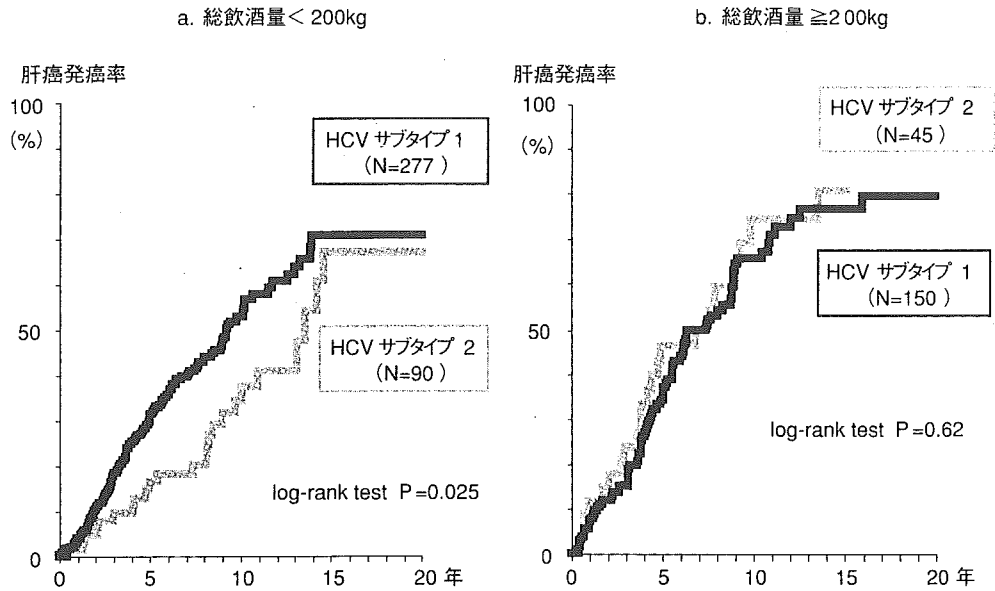 a. 総飲酒量< 200kg
肝癌発癌率
100
(%)
50
0
HCV サブタイプ 1
(N=277 )
HCV サブタイプ 2
(N=90 )
log-rank test P=0.025
0 5 10 15 20 年
b. 総飲酒量 ≧2 00kg
肝癌発癌率
100
(%)
50
0
HCV サブタイプ 2
(N=45 )
HCV サブタイプ 1
(N=150 )
log-rank test P=0.62
0 5 10 15 20 年